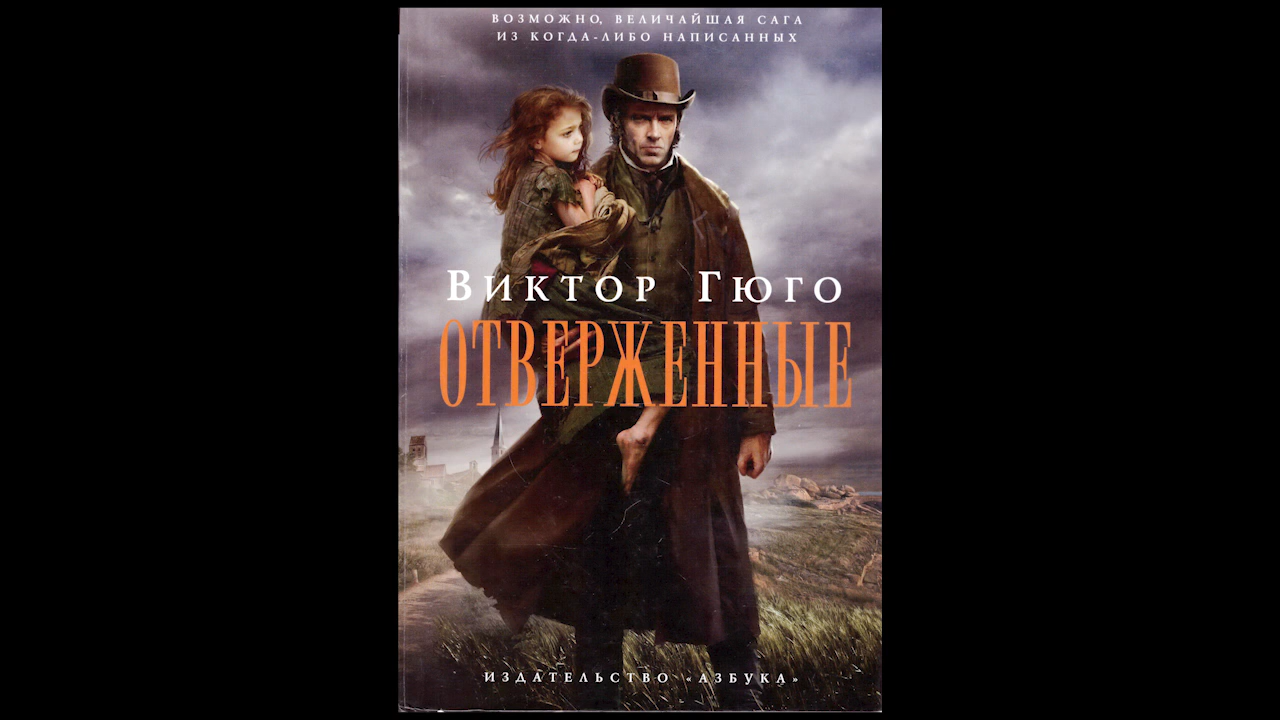 ВОЗМОЖНО, ВЕЛИЧАЙШАЯ САГА
ИЗ КОГДА-ЛИБО НАПИСАННЫХ
ВИКТОР ГЮГО
ОТВЕРЖЕННЫЕ
ИЗДАТЕЛЬСТВО «АЗБУКА»